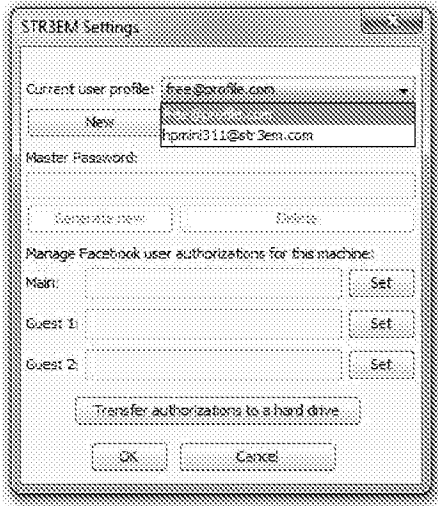 STR3EM Settings
Current user profile: free@profile.com
New
hpmini311@str3em.com
Master Password:
Generate new Delete
Manage Facebook user authorizations for this machine:
Main: Set
Guest 1: Set
Guest 2: Set
Transfer authorizations to a hard drive
OK Cancel